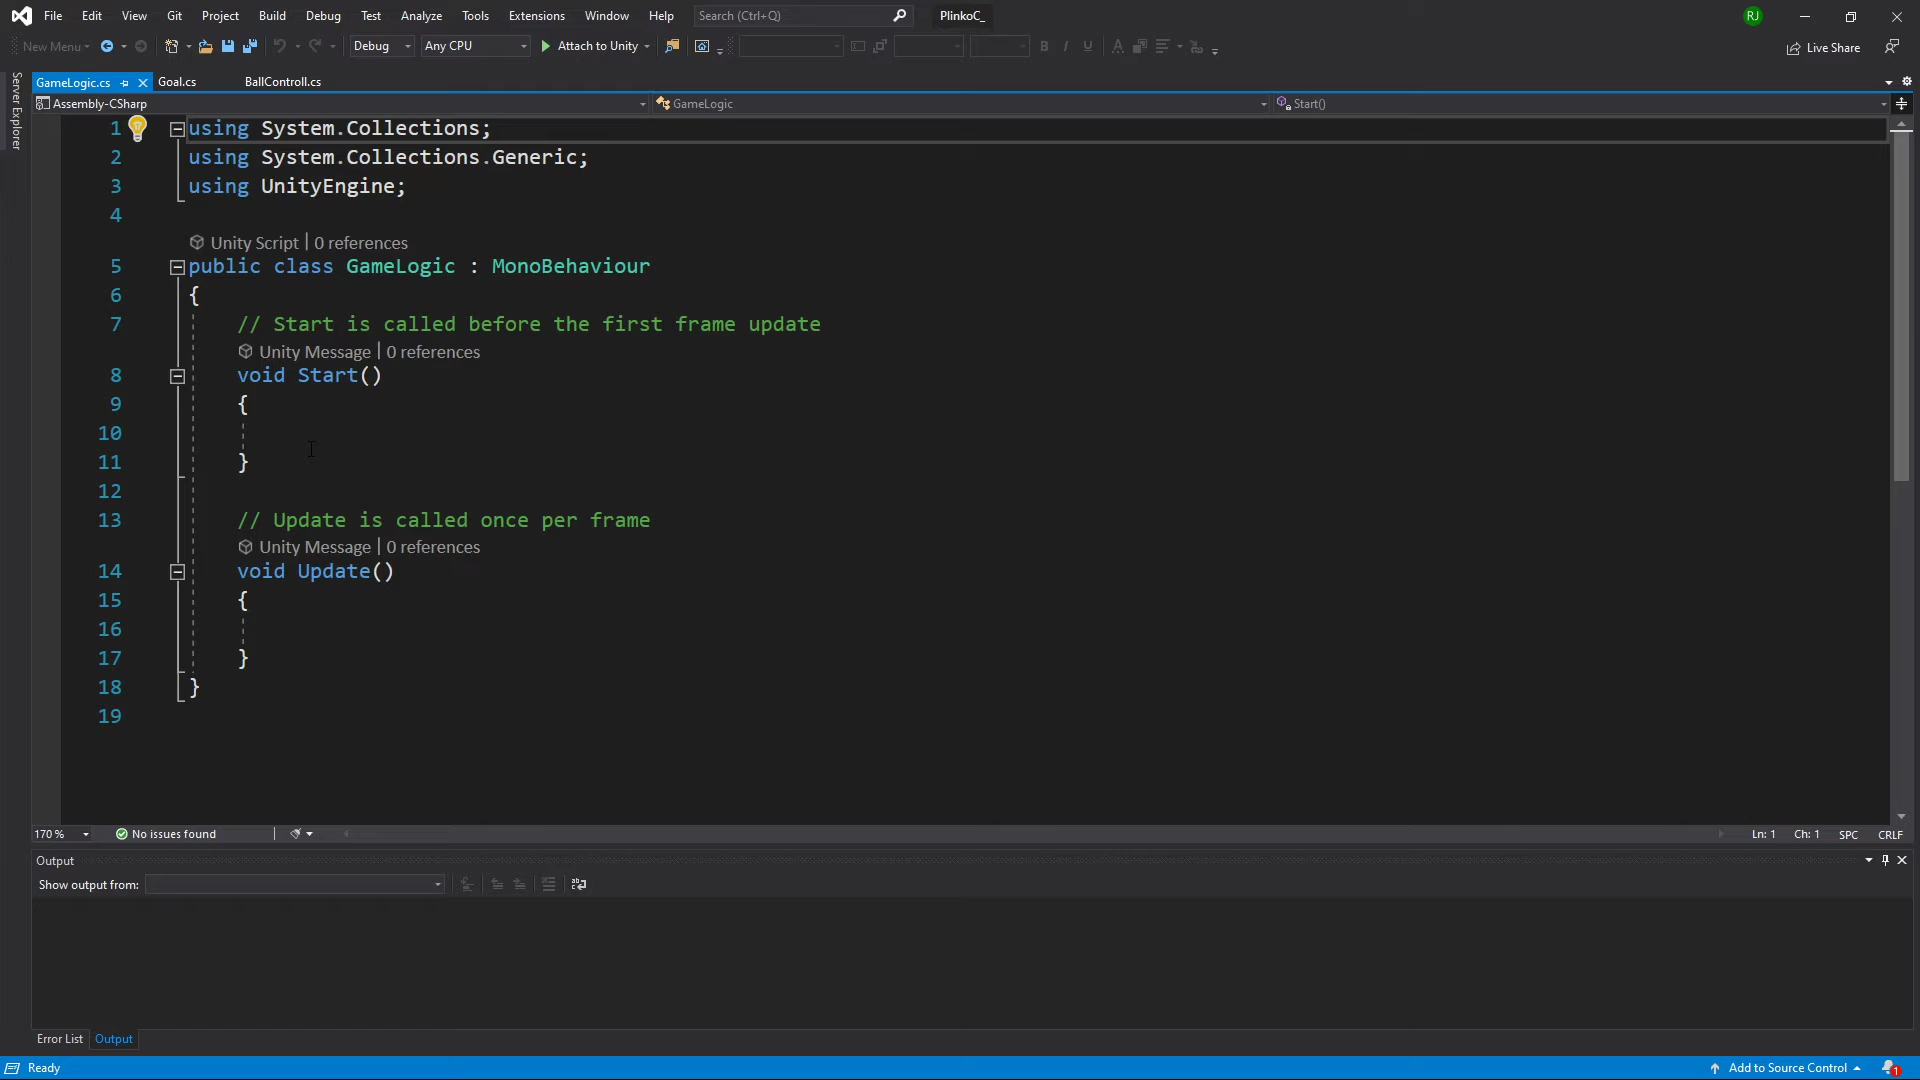 File Edit View Git Project Build Debug Test Analyze Tools Extensions Window Help Search (Ctrl+Q) PlinkoC_ RJ
New Menu Debug Any CPU Attach to Unity B I U A Live Share
GameLogic.cs Goal.cs BallControll.cs
Server Explorer
Assembly-CSharp GameLogic Start()
1 using System.Collections;
2 using System.Collections.Generic;
3 using UnityEngine;
4
Unity Script | 0 references
5 public class GameLogic : MonoBehaviour
6 {
7 // Start is called before the first frame update
Unity Message | 0 references
8 void Start()
9 {
10
11 }
12
13 // Update is called once per frame
Unity Message | 0 references
14 void Update()
15 {
16
17 }
18 }
19
170 % No issues found Ln: 1 Ch: 1 SPC CRLF
Output
Show output from:
Error List Output
Ready Add to Source Control 1